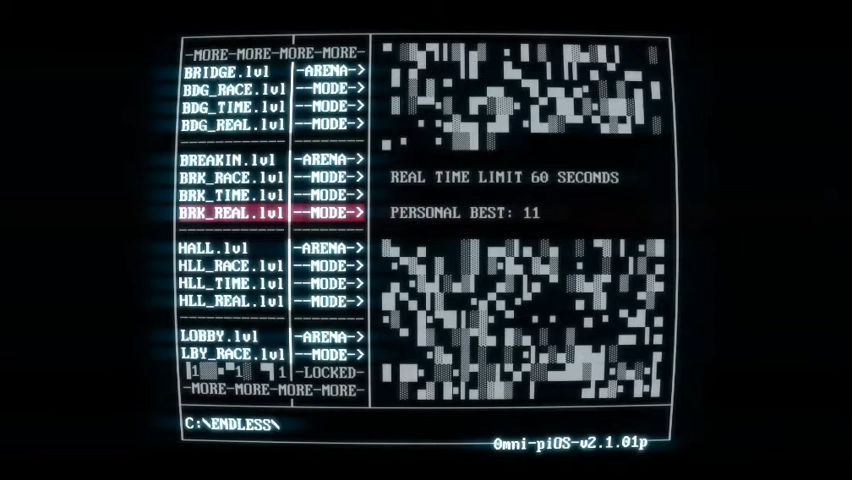 -MORE-MORE-MORE-MORE-
BRIDGE.lvl -ARENA->
BDG_RACE.lvl --MODE->
BDG_TIME.lvl --MODE->
BDG_REAL.lvl --MODE->
BREAKIN.lvl -ARENA->
BRK_RACE.lvl --MODE->
BRK_TIME.lvl --MODE->
BRK_REAL.lvl --MODE->
HALL.lvl -ARENA->
HLL_RACE.lvl --MODE->
HLL_TIME.lvl --MODE->
HLL_REAL.lvl --MODE->
LOBBY.lvl -ARENA->
LBY_RACE.lvl --MODE->
-LOCKED-
-MORE-MORE-MORE-MORE-
REAL TIME LIMIT 60 SECONDS
PERSONAL BEST: 11
C:\ENDLESS\
Omni-piOS-v2.1.01p